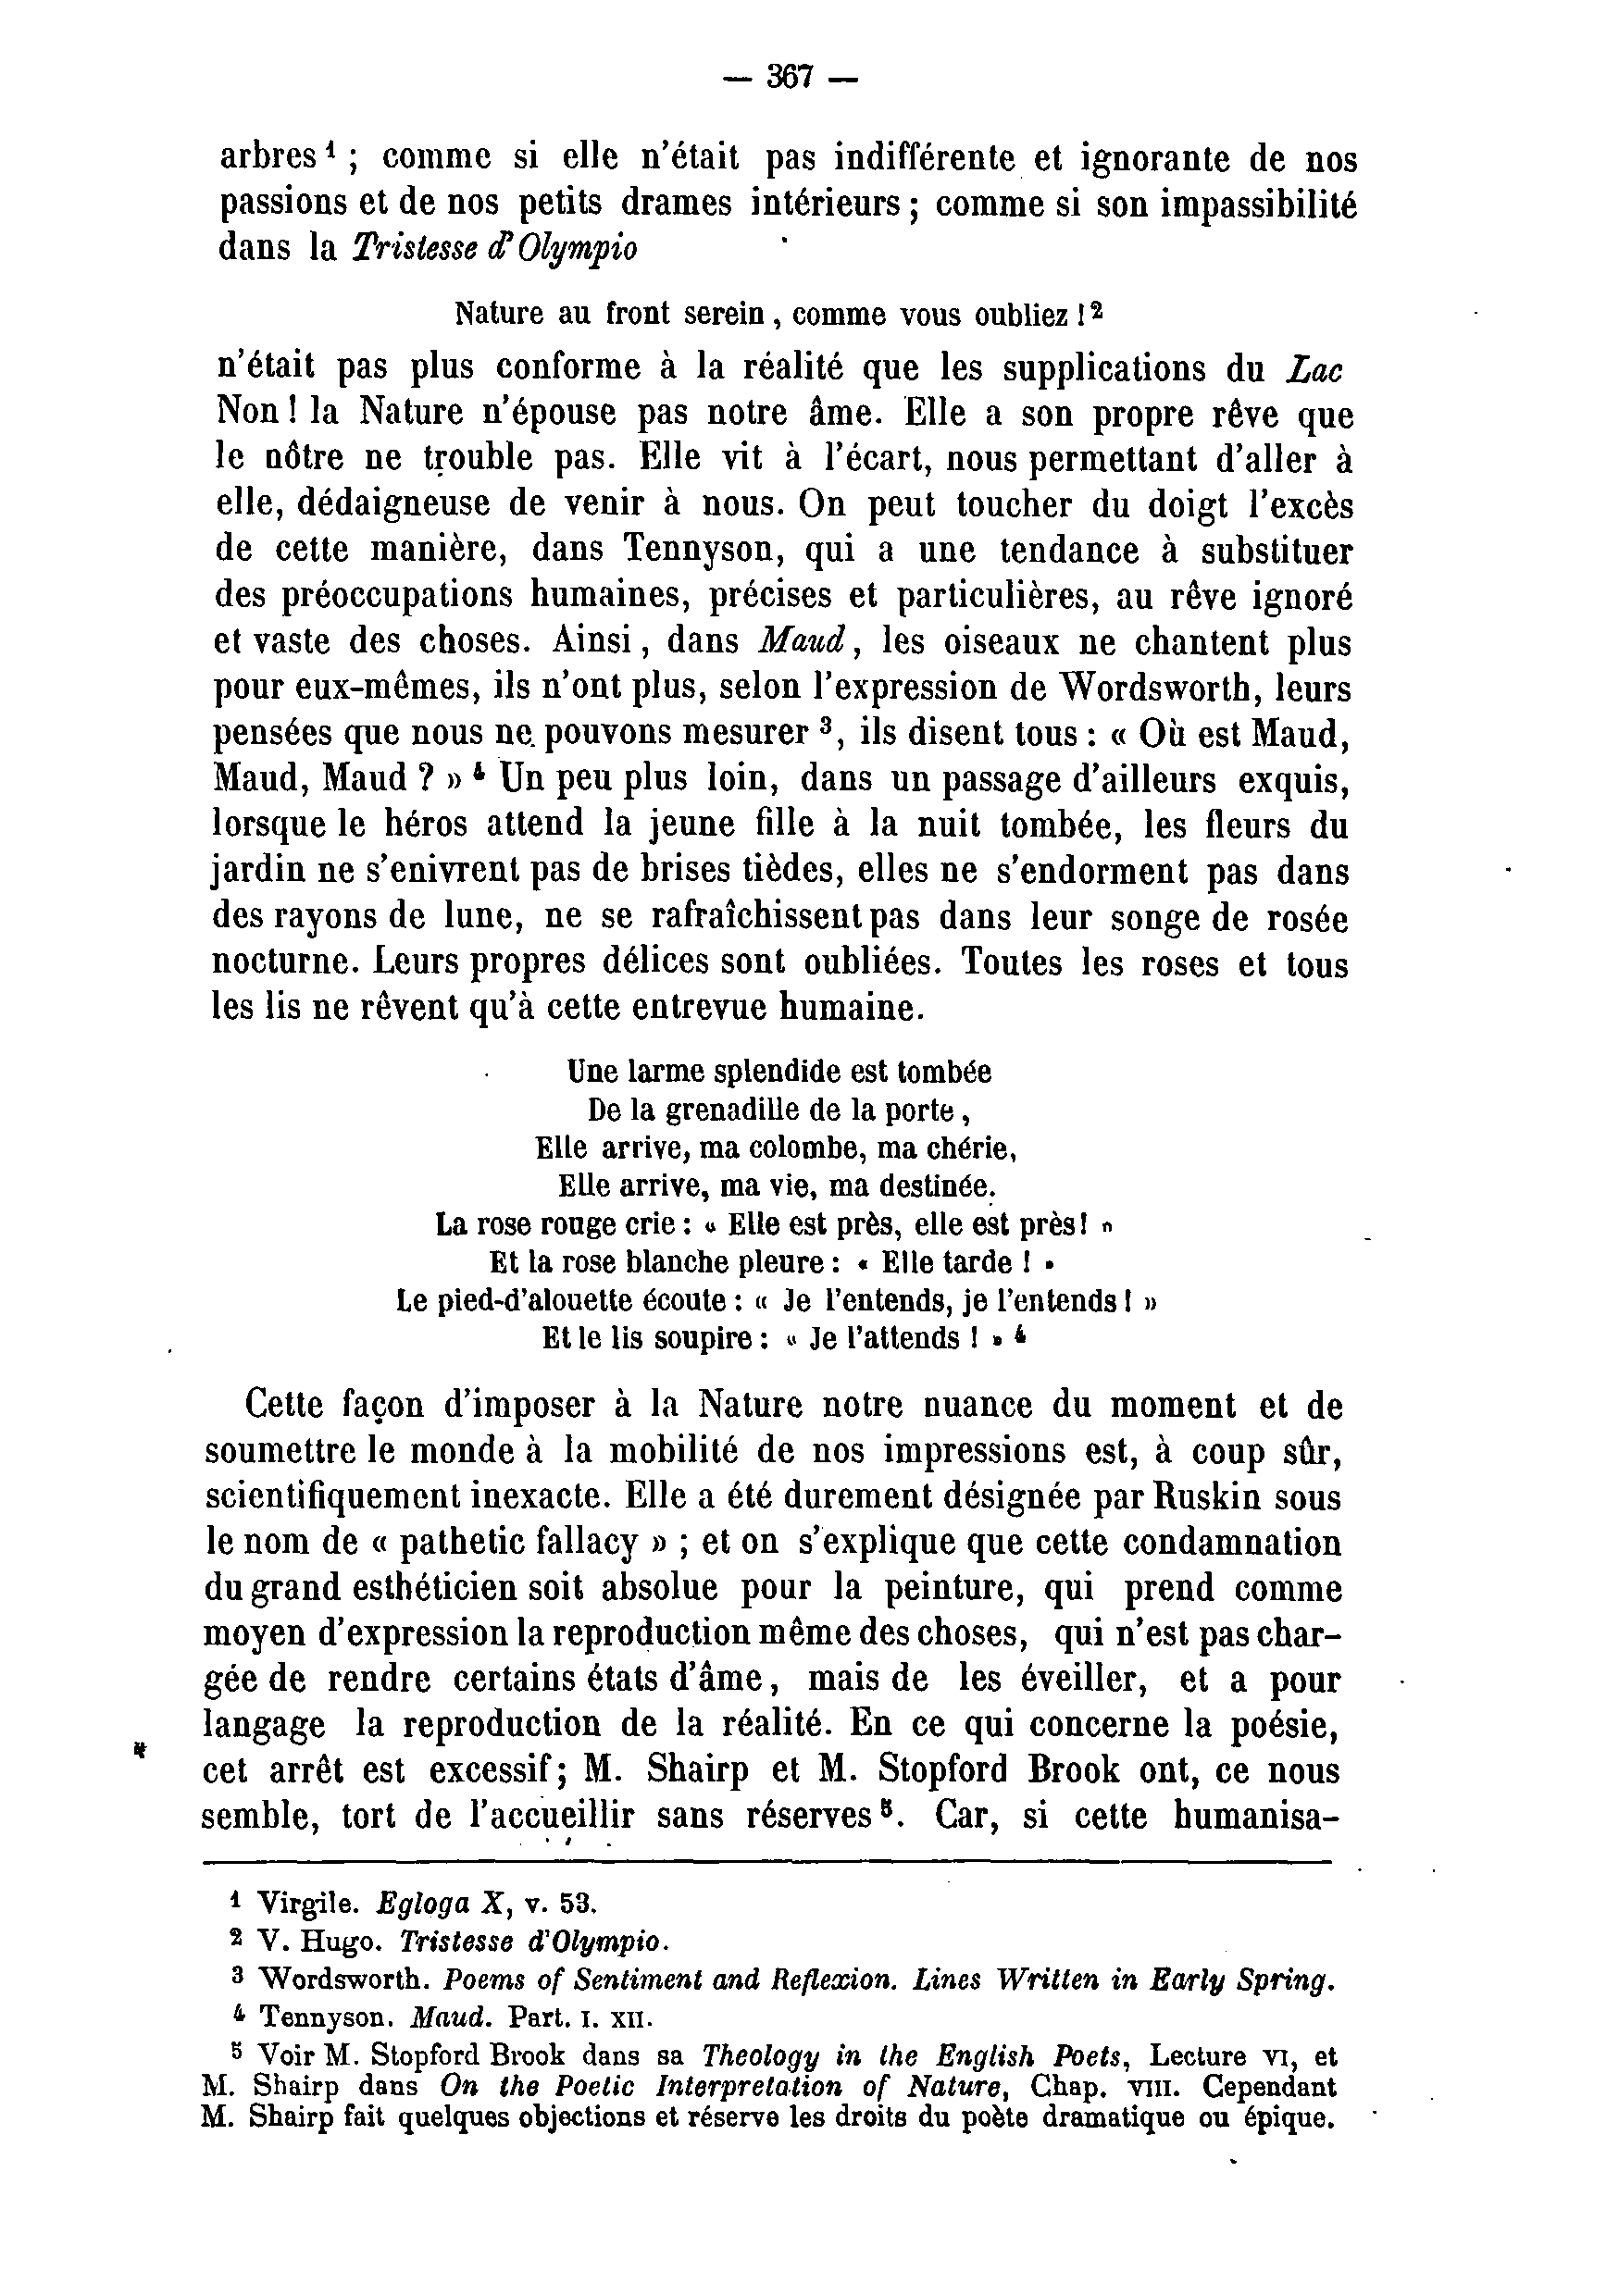 — 367 —
arbres¹ ; comme si elle n'était pas indifférente et ignorante de nos
passions et de nos petits drames intérieurs ; comme si son impassibilité
dans la Tristesse d'Olympio
Nature au front serein, comme vous oubliez !²
n'était pas plus conforme à la réalité que les supplications du Lac
Non ! la Nature n'épouse pas notre âme. Elle a son propre rêve que
le nôtre ne trouble pas. Elle vit à l'écart, nous permettant d'aller à
elle, dédaigneuse de venir à nous. On peut toucher du doigt l'excès
de cette manière, dans Tennyson, qui a une tendance à substituer
des préoccupations humaines, précises et particulières, au rêve ignoré
et vaste des choses. Ainsi, dans Maud, les oiseaux ne chantent plus
pour eux-mêmes, ils n'ont plus, selon l'expression de Wordsworth, leurs
pensées que nous ne pouvons mesurer ³, ils disent tous : « Où est Maud,
Maud, Maud ? » ⁴ Un peu plus loin, dans un passage d'ailleurs exquis,
lorsque le héros attend la jeune fille à la nuit tombée, les fleurs du
jardin ne s'enivrent pas de brises tièdes, elles ne s'endorment pas dans
des rayons de lune, ne se rafraîchissent pas dans leur songe de rosée
nocturne. Leurs propres délices sont oubliées. Toutes les roses et tous
les lis ne rêvent qu'à cette entrevue humaine.
Une larme splendide est tombée
De la grenadille de la porte,
Elle arrive, ma colombe, ma chérie,
Elle arrive, ma vie, ma destinée.
La rose rouge crie : « Elle est près, elle est près ! »
Et la rose blanche pleure : « Elle tarde ! »
Le pied-d'alouette écoute : « Je l'entends, je l'entends ! »
Et le lis soupire : « Je l'attends ! » ⁴
Cette façon d'imposer à la Nature notre nuance du moment et de
soumettre le monde à la mobilité de nos impressions est, à coup sûr,
scientifiquement inexacte. Elle a été durement désignée par Ruskin sous
le nom de « pathetic fallacy » ; et on s'explique que cette condamnation
du grand esthéticien soit absolue pour la peinture, qui prend comme
moyen d'expression la reproduction même des choses, qui n'est pas char-
gée de rendre certains états d'âme, mais de les éveiller, et a pour
langage la reproduction de la réalité. En ce qui concerne la poésie,
cet arrêt est excessif ; M. Shairp et M. Stopford Brook ont, ce nous
semble, tort de l'accueillir sans réserves⁵. Car, si cette humanisa-
¹ Virgile. Egloga X, v. 53.
² V. Hugo. Tristesse d'Olympio.
³ Wordsworth. Poems of Sentiment and Reflexion. Lines Written in Early Spring.
⁴ Tennyson. Maud. Part. I. XII.
⁵ Voir M. Stopford Brook dans sa Theology in the English Poets, Lecture VI, et
M. Shairp dans On the Poetic Interpretation of Nature, Chap. VIII. Cependant
M. Shairp fait quelques objections et réserve les droits du poète dramatique ou épique.